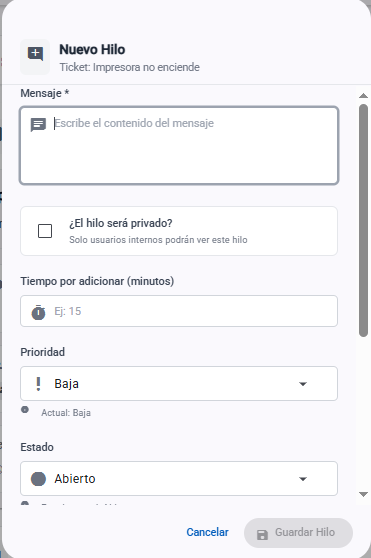 Nuevo Hilo
Ticket: Impresora no enciende
Mensaje *
Escribe el contenido del mensaje
¿El hilo será privado?
Solo usuarios internos podrán ver este hilo
Tiempo por adicionar (minutos)
Ej: 15
Prioridad
Baja
Actual: Baja
Estado
Abierto
Cancelar
Guardar Hilo